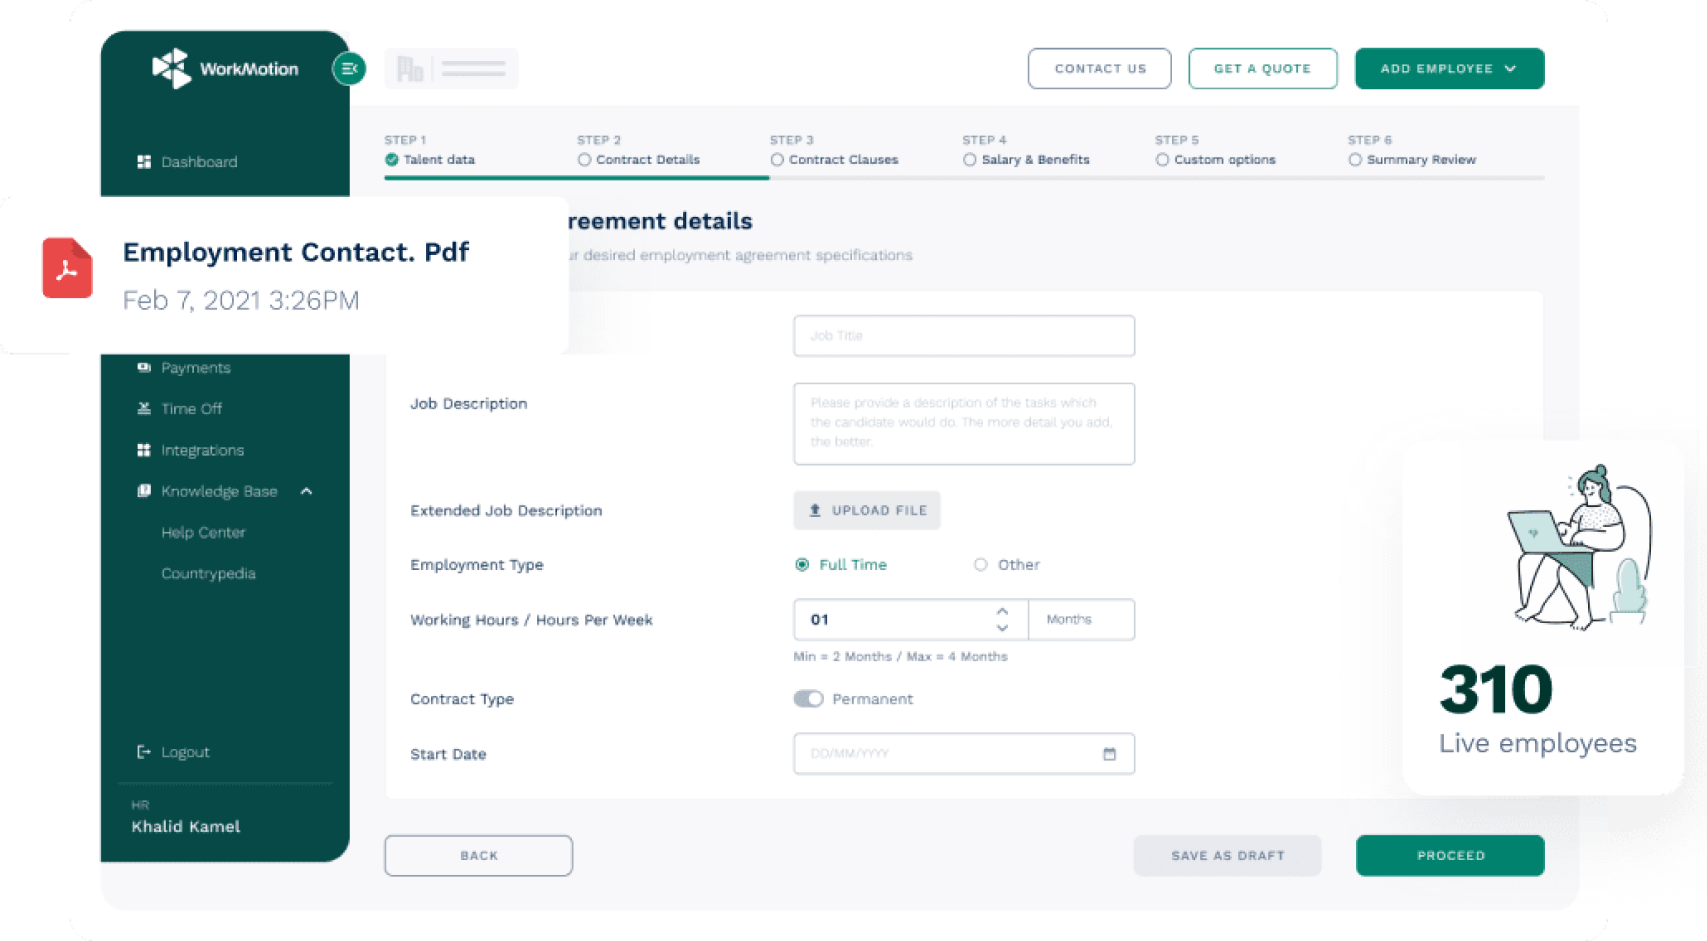 WorkMotion
CONTACT US
GET A QUOTE
ADD EMPLOYEE
STEP 1
Talent data
STEP 2
Contract Details
STEP 3
Contract Clauses
STEP 4
Salary & Benefits
STEP 5
Custom options
STEP 6
Summary Review
Dashboard
Employment Contact. Pdf
Feb 7, 2021 3:26PM
reement details
desired employment agreement specifications
Payments
Time Off
Integrations
Knowledge Base
Help Center
Countrypedia
Logout
HR
Khalid Kamel
Job Title
Job Description
Please provide a description of the tasks which
the candidate would do. The more detail you add,
the better.
Extended Job Description
UPLOAD FILE
Employment Type
Full Time
Other
Working Hours / Hours Per Week
01
Months
Min = 2 Months / Max = 4 Months
Contract Type
Permanent
Start Date
DD/MM/YYYY
BACK
SAVE AS DRAFT
PROCEED
310
Live employees